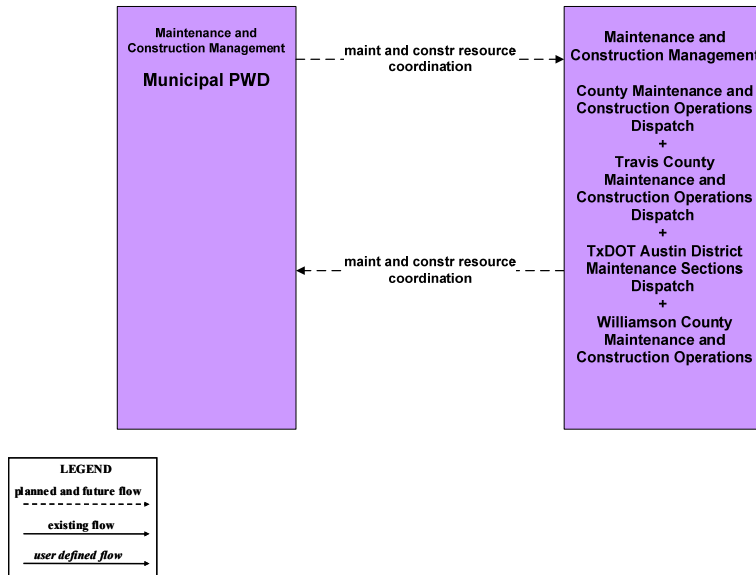 Maintenance and
Construction Management
Municipal PWD
maint and constr resource
coordination
maint and constr resource
coordination
Maintenance and
Construction Management
County Maintenance and
Construction Operations
Dispatch
+
Travis County
Maintenance and
Construction Operations
Dispatch
+
TxDOT Austin District
Maintenance Sections
Dispatch
+
Williamson County
Maintenance and
Construction Operations
LEGEND
planned and future flow
existing flow
user defined flow